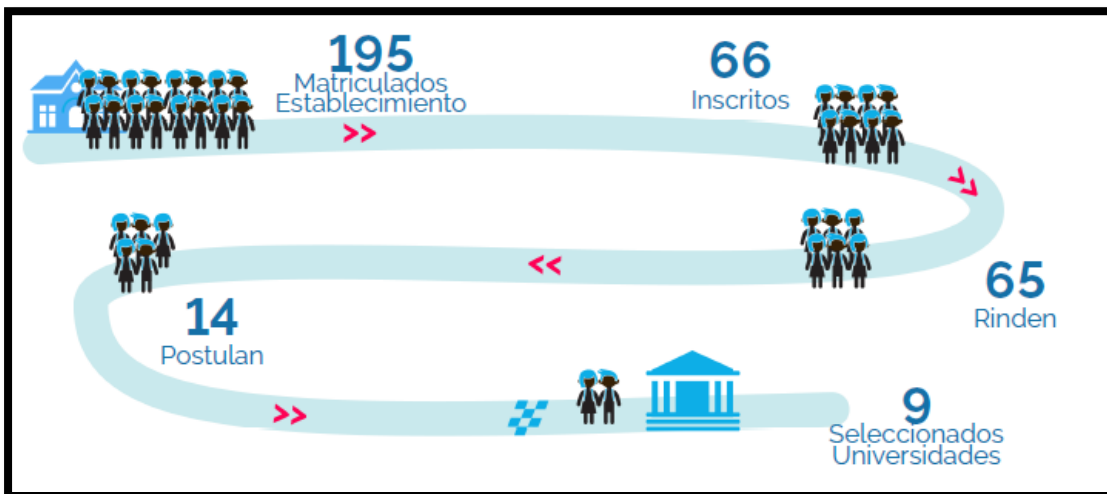 195
Matriculados
Establecimiento
66
Inscritos
65
Rinden
14
Postulan
9
Seleccionados
Universidades